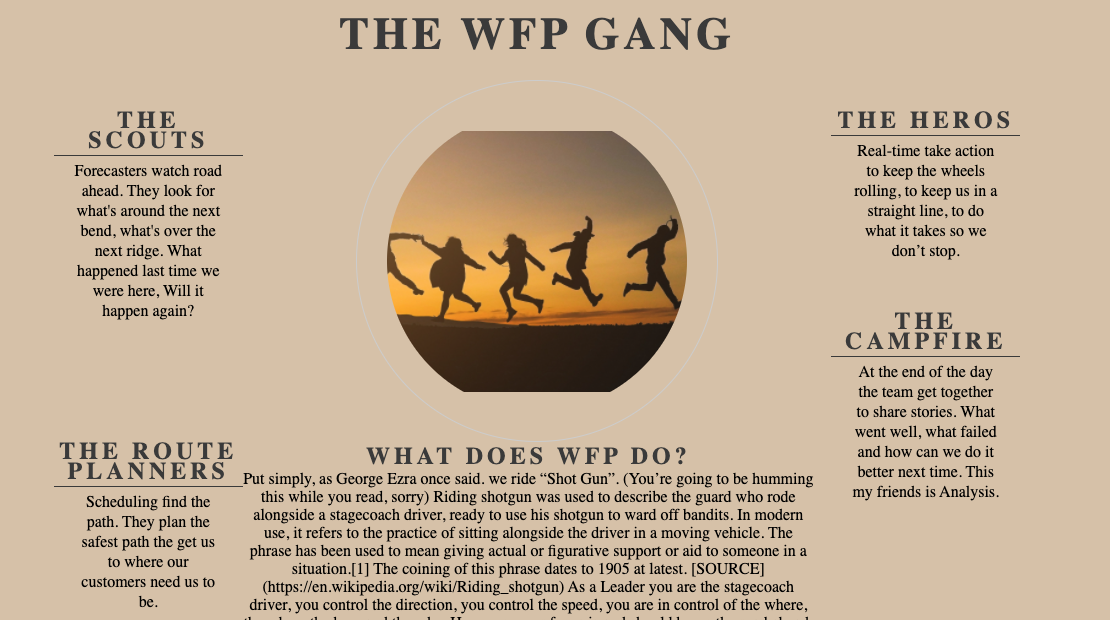 THE WFP GANG
THE
SCOUTS
Forecasters watch road
ahead. They look for
what's around the next
bend, what's over the
next ridge. What
happened last time we
were here, Will it
happen again?
THE HEROS
Real-time take action
to keep the wheels
rolling, to keep us in a
straight line, to do
what it takes so we
don’t stop.
THE
CAMPFIRE
At the end of the day
the team get together
to share stories. What
went well, what failed
and how can we do it
better next time. This
my friends is Analysis.
THE ROUTE
PLANNERS
Scheduling find the
path. They plan the
safest path the get us
to where our
customers need us to
be.
WHAT DOES WFP DO?
Put simply, as George Ezra once said. we ride “Shot Gun”. (You’re going to be humming
this while you read, sorry) Riding shotgun was used to describe the guard who rode
alongside a stagecoach driver, ready to use his shotgun to ward off bandits. In modern
use, it refers to the practice of sitting alongside the driver in a moving vehicle. The
phrase has been used to mean giving actual or figurative support or aid to someone in a
situation.[1] The coining of this phrase dates to 1905 at latest. [SOURCE]
(https://en.wikipedia.org/wiki/Riding_shotgun) As a Leader you are the stagecoach
driver, you control the direction, you control the speed, you are in control of the where,